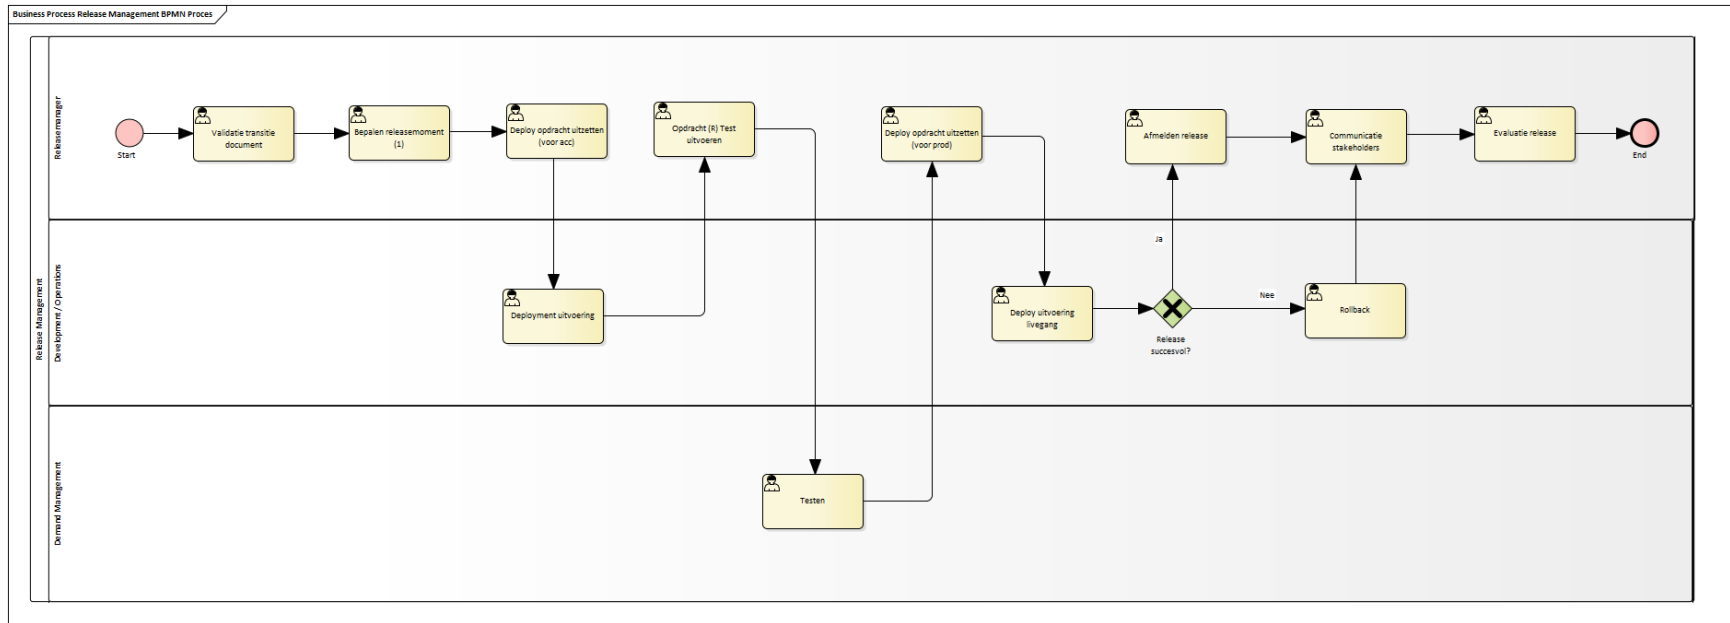 Business Process Release Management BPMN Proces
Release Management
Releasemanager
Start
Validatie transitie
document
Bepalen releasemoment
(1)
Deploy opdracht uitzetten
(voor acc)
Opdracht (R) Test
uitvoeren
Deploy opdracht uitzetten
(voor prod)
Afmelden release
Communicatie
stakeholders
Evaluatie release
End
Development / Operations
Deployment uitvoering
Deploy uitvoering
livegang
Ja
Release
succesvol?
Nee
Rollback
Demand Management
Testen